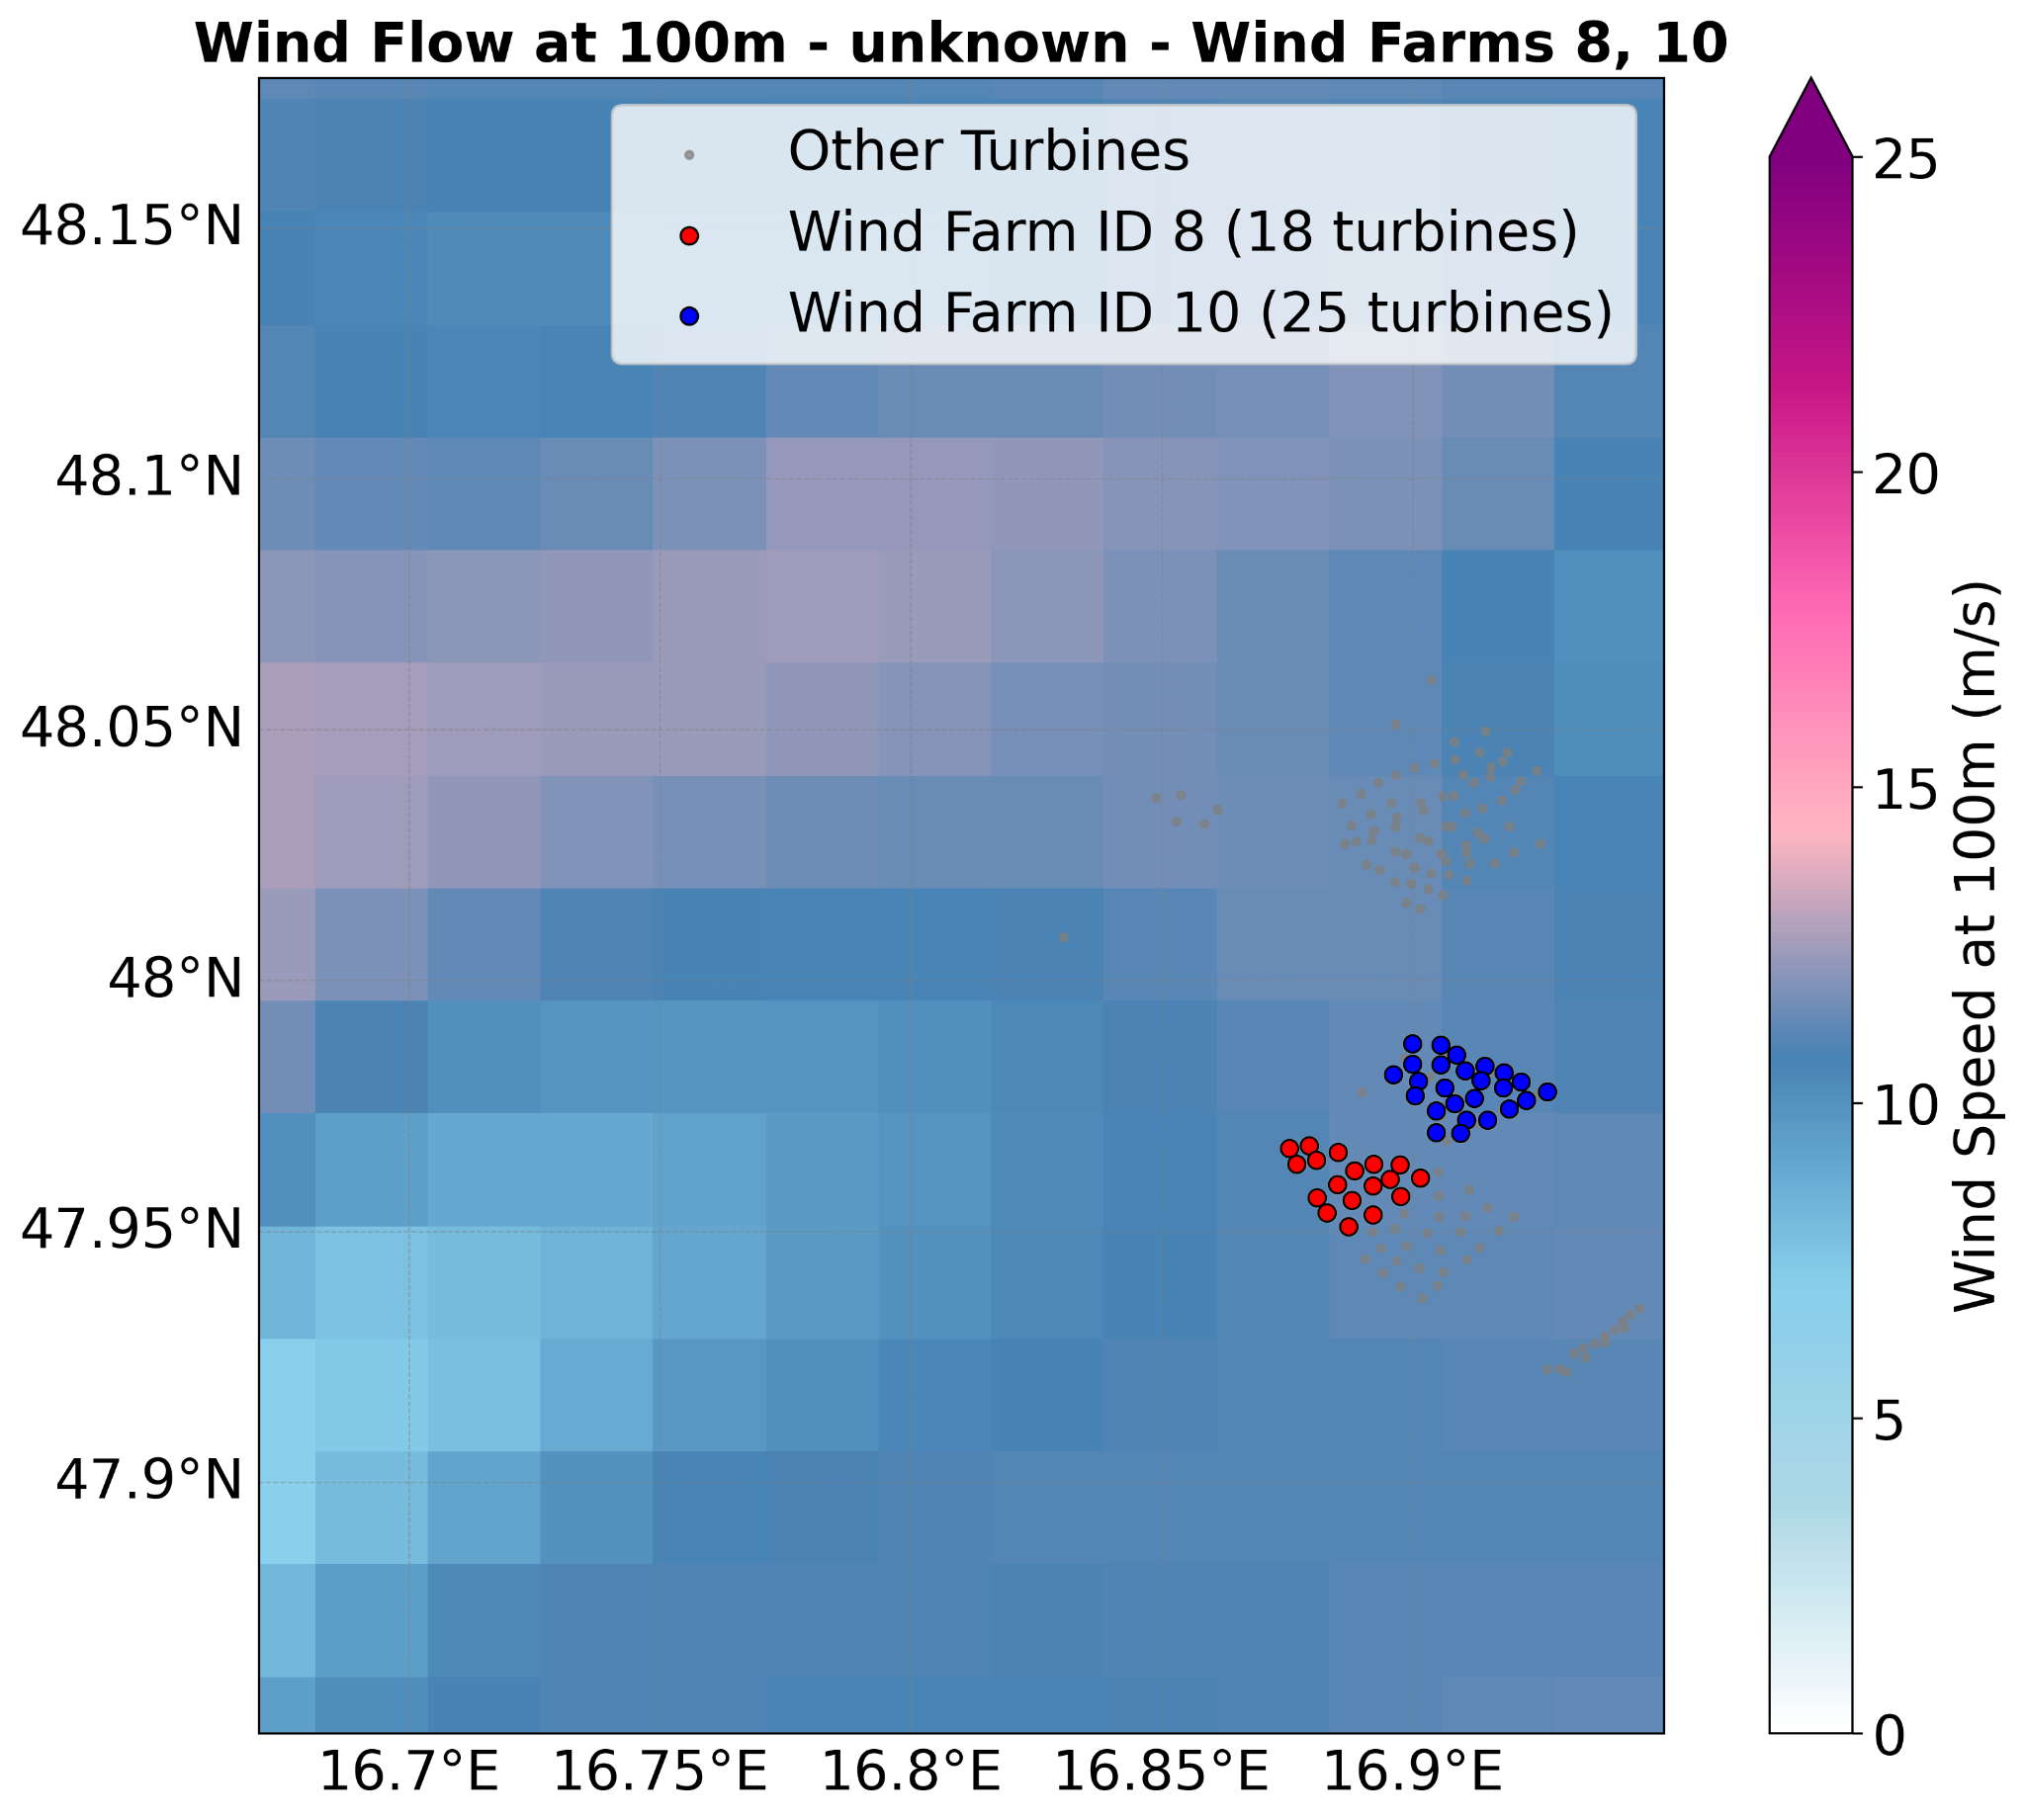 Wind Flow at 100m - unknown - Wind Farms 8, 10
Other Turbines
Wind Farm ID 8 (18 turbines)
Wind Farm ID 10 (25 turbines)
48.15°N
48.1°N
48.05°N
48°N
47.95°N
47.9°N
16.7°E
16.75°E
16.8°E
16.85°E
16.9°E
25
20
15
10
5
0
Wind Speed at 100m (m/s)